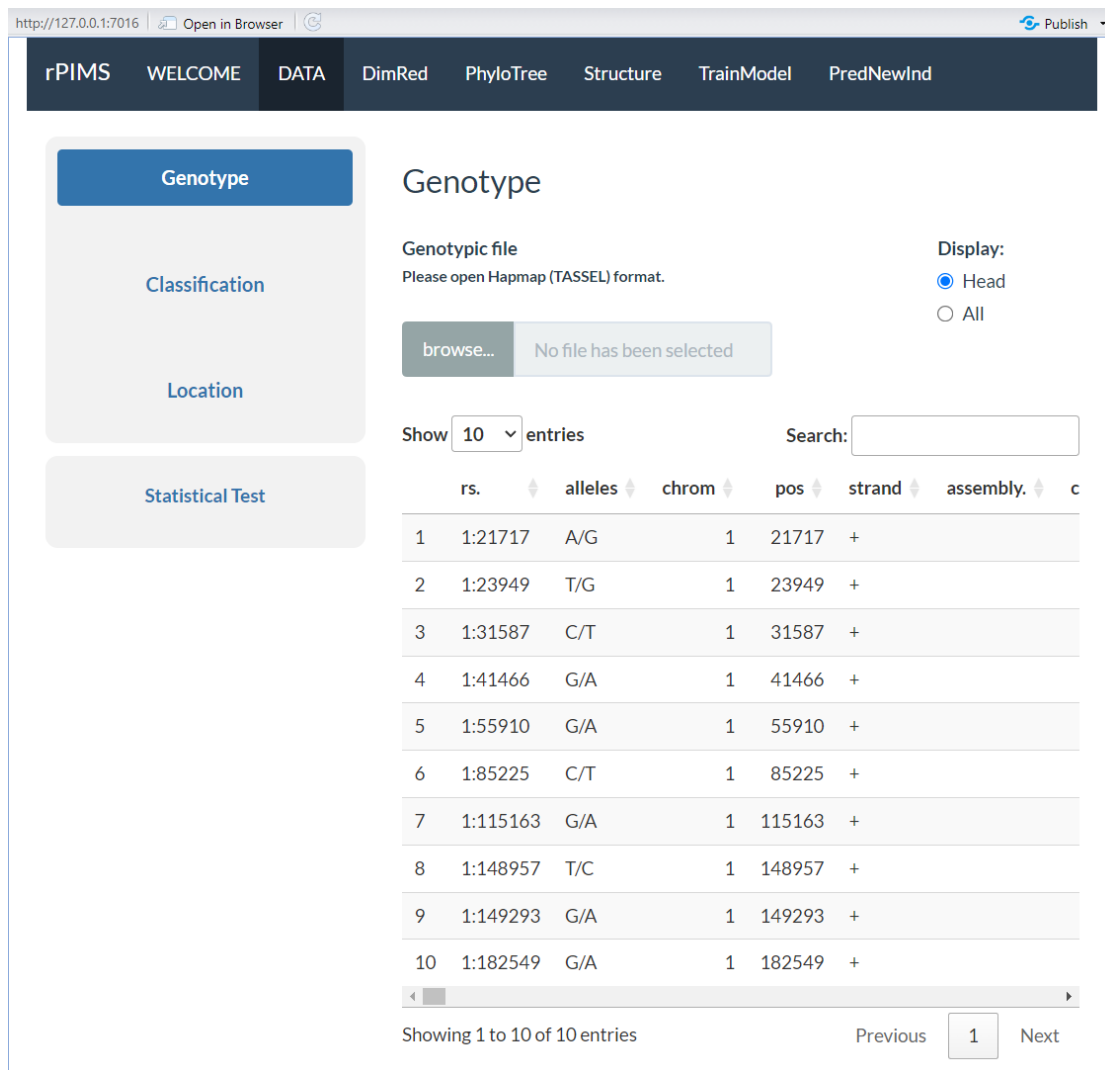 http://127.0.0.1:7016 Open in Browser Publish
rPIMS WELCOME DATA DimRed PhyloTree Structure TrainModel PredNewInd
Genotype
Classification
Location
Statistical Test
Genotype
Genotypic file
Please open Hapmap (TASSEL) format.
browse... No file has been selected
Display:
Head
All
Show 10 entries Search:
rs. alleles chrom pos strand assembly. c
1 1:21717 A/G 1 21717 +
2 1:23949 T/G 1 23949 +
3 1:31587 C/T 1 31587 +
4 1:41466 G/A 1 41466 +
5 1:55910 G/A 1 55910 +
6 1:85225 C/T 1 85225 +
7 1:115163 G/A 1 115163 +
8 1:148957 T/C 1 148957 +
9 1:149293 G/A 1 149293 +
10 1:182549 G/A 1 182549 +
Showing 1 to 10 of 10 entries Previous 1 Next